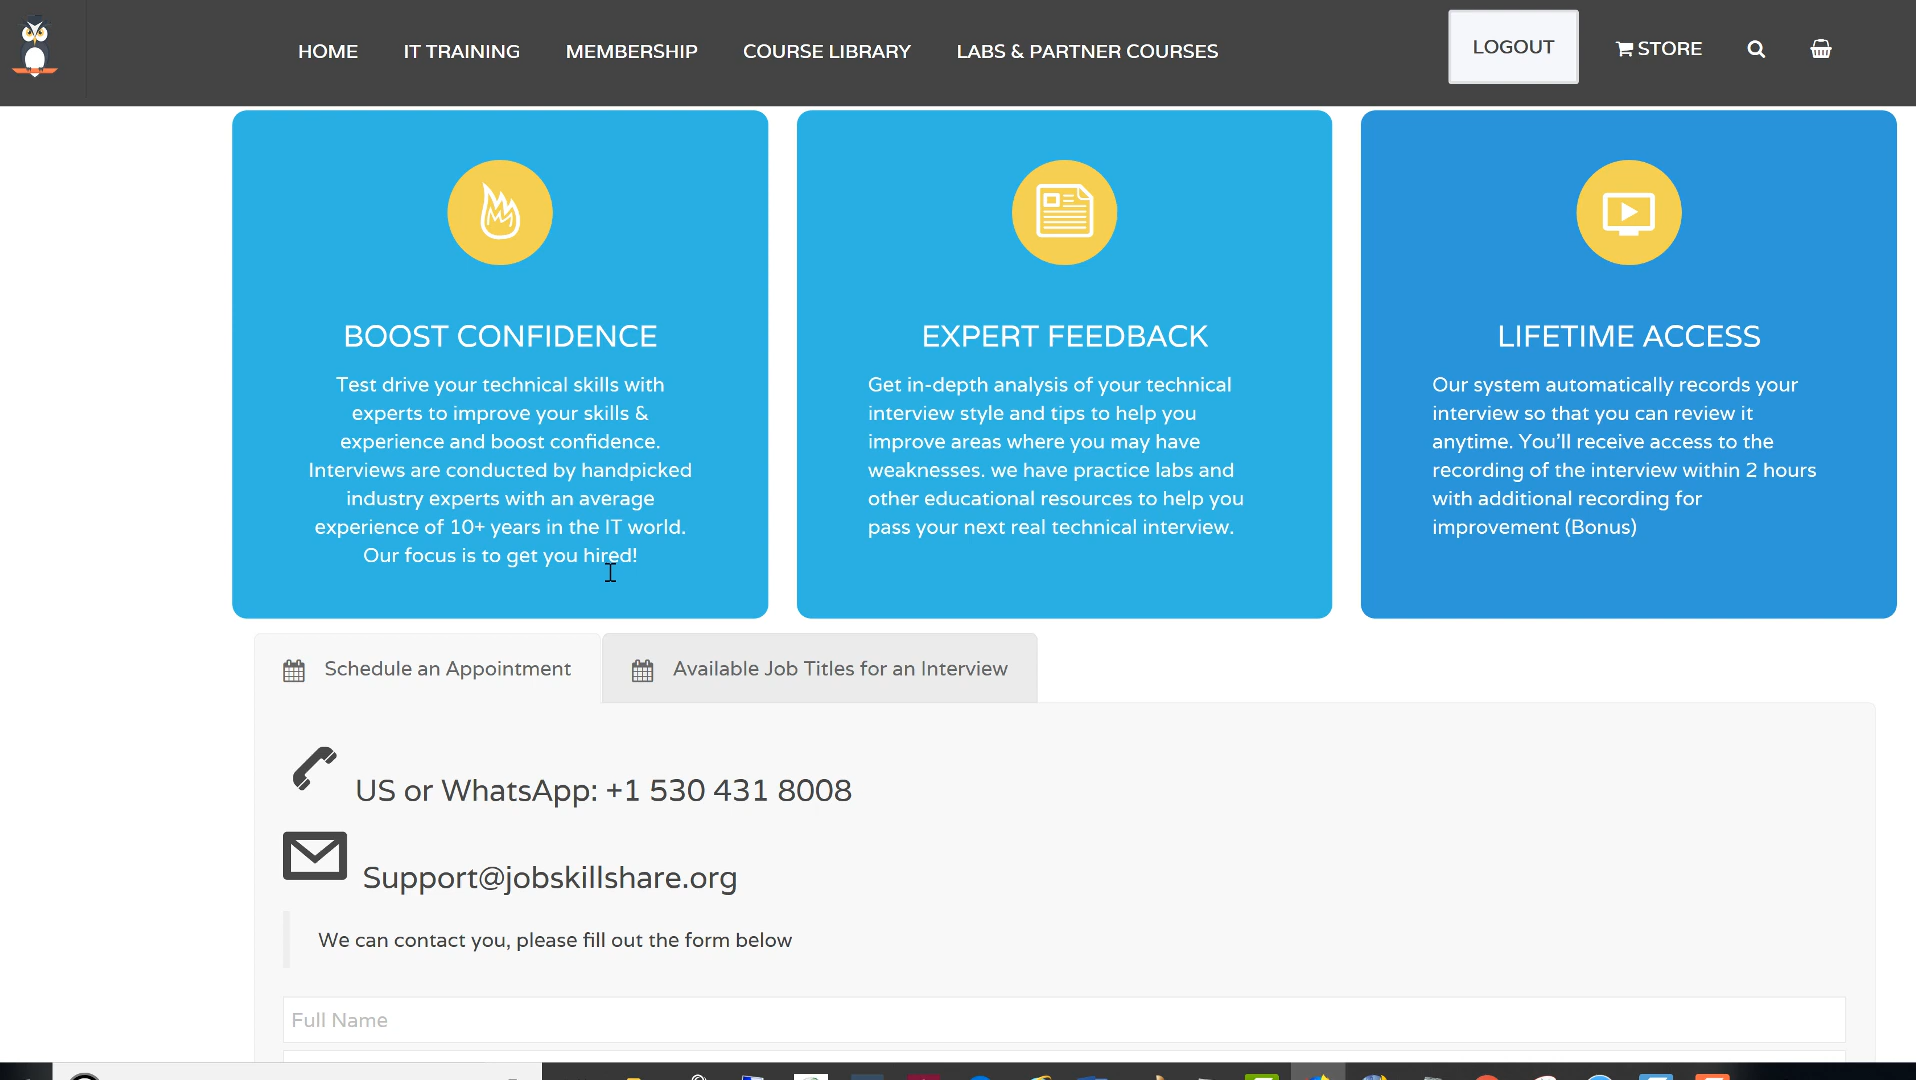 HOME
IT TRAINING
MEMBERSHIP
COURSE LIBRARY
LABS & PARTNER COURSES
LOGOUT
STORE
BOOST CONFIDENCE
Test drive your technical skills with
experts to improve your skills &
experience and boost confidence.
Interviews are conducted by handpicked
industry experts with an average
experience of 10+ years in the IT world.
Our focus is to get you hired!
EXPERT FEEDBACK
Get in-depth analysis of your technical
interview style and tips to help you
improve areas where you may have
weaknesses. we have practice labs and
other educational resources to help you
pass your next real technical interview.
LIFETIME ACCESS
Our system automatically records your
interview so that you can review it
anytime. You'll receive access to the
recording of the interview within 2 hours
with additional recording for
improvement (Bonus)
Schedule an Appointment
Available Job Titles for an Interview
US or WhatsApp: +1 530 431 8008
Support@jobskillshare.org
We can contact you, please fill out the form below
Full Name